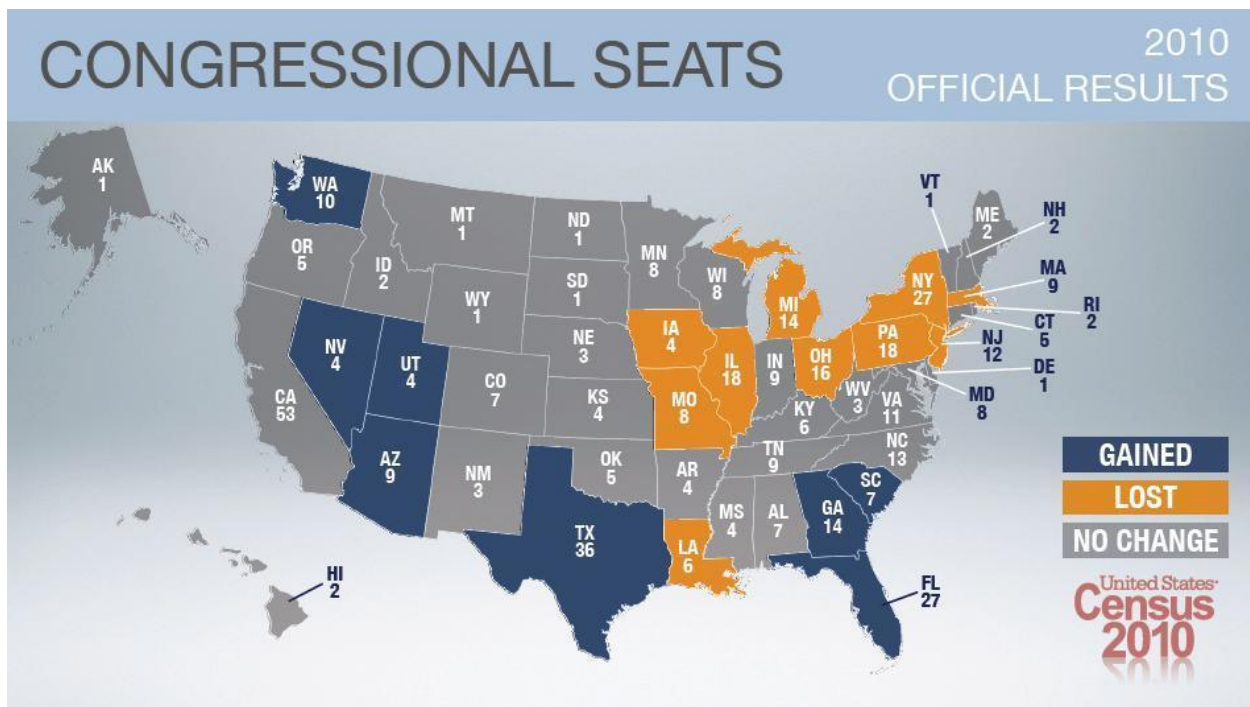 CONGRESSIONAL SEATS
2010
OFFICIAL RESULTS
AK
1
WA
10
MT
1
ND
1
MN
8
VT
1
ME
2
NH
2
OR
5
ID
2
WY
1
SD
1
WI
8
MI
14
NY
27
MA
9
RI
2
CT
5
NJ
12
DE
1
MD
8
NV
4
UT
4
CO
7
NE
3
IA
4
IL
18
IN
9
OH
16
PA
18
CA
53
KS
4
MO
8
KY
6
WV
3
VA
11
AZ
9
NM
3
OK
5
AR
4
TN
9
NC
13
SC
7
TX
36
LA
6
MS
4
AL
7
GA
14
FL
27
HI
2
GAINED
LOST
NO CHANGE
United States
Census
2010